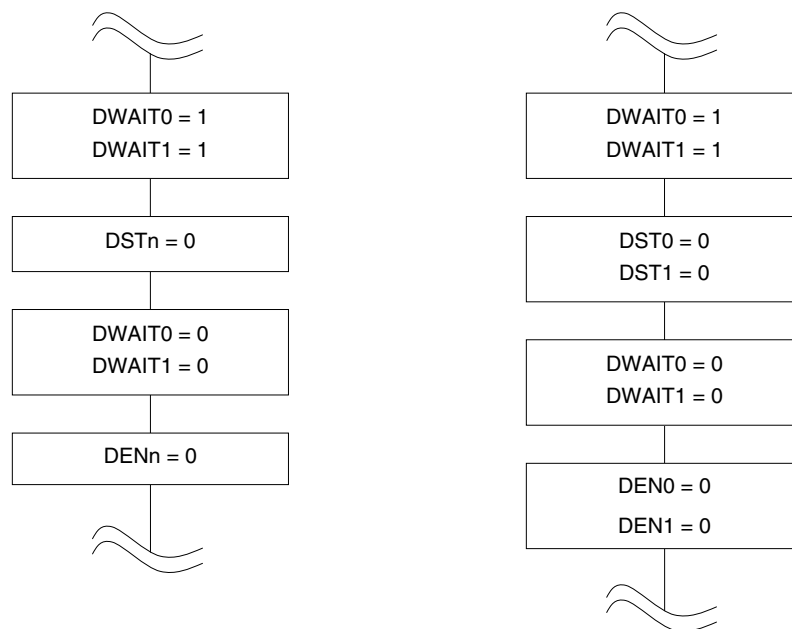 DWAIT0 = 1
DWAIT1 = 1
DSTn = 0
DWAIT0 = 0
DWAIT1 = 0
DENn = 0
DWAIT0 = 1
DWAIT1 = 1
DST0 = 0
DST1 = 0
DWAIT0 = 0
DWAIT1 = 0
DEN0 = 0
DEN1 = 0